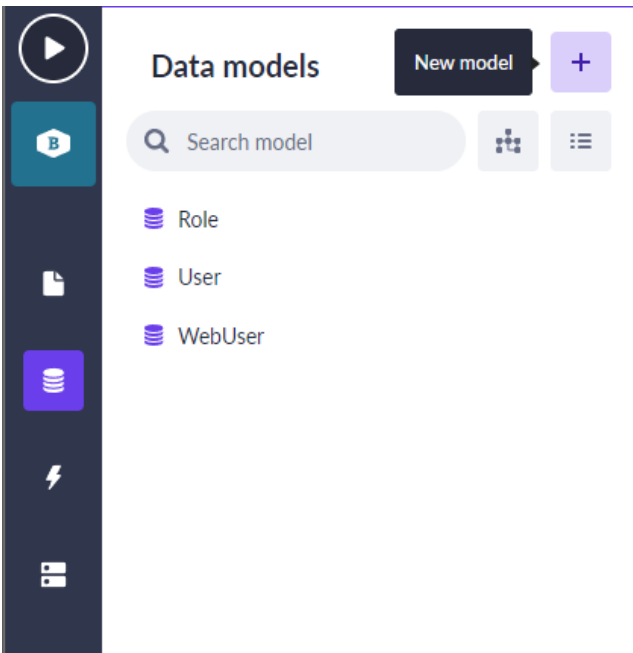 Data models
New model
+
B
Search model
Role
User
WebUser